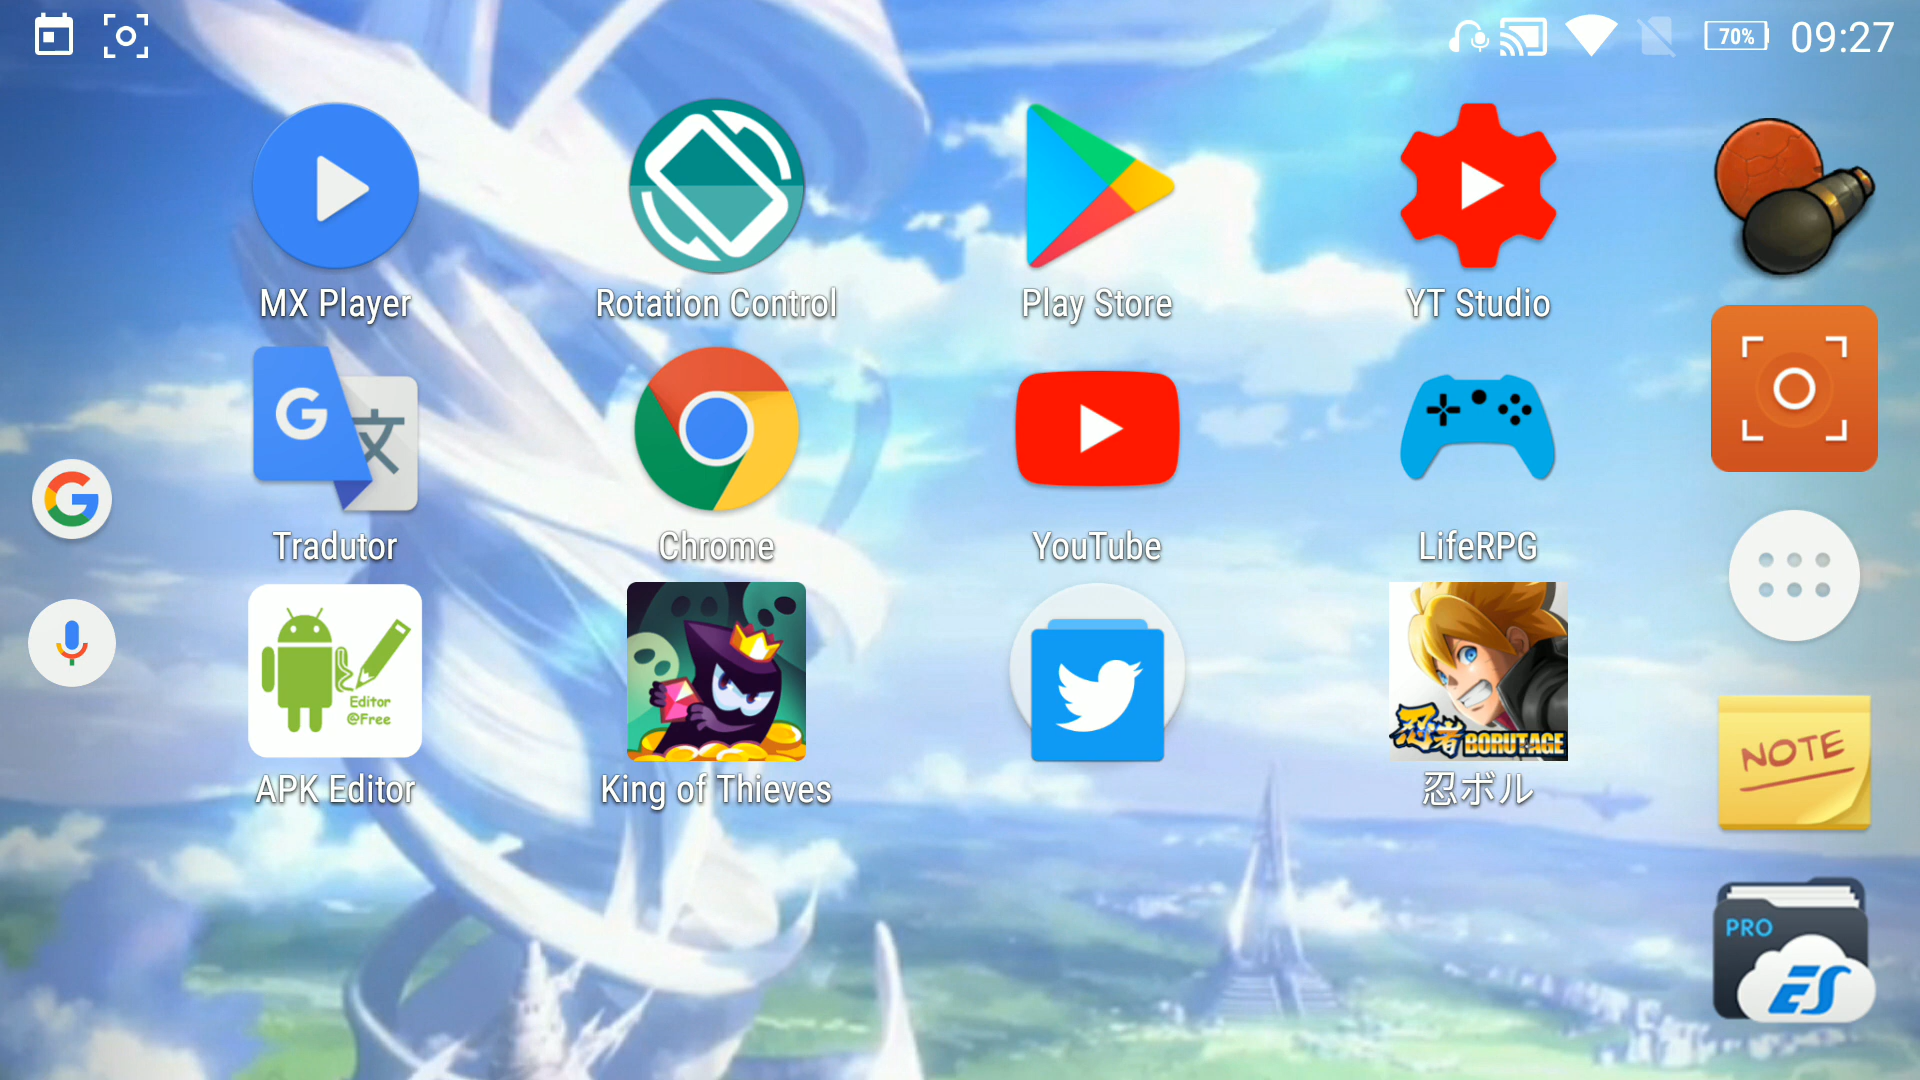 70% 09:27
MX Player
Rotation Control
Play Store
YT Studio
G 文
Tradutor
Chrome
YouTube
LifeRPG
Editor
@Free
忍者 BORUTAGE
APK Editor
King of Thieves
忍ボル
NOTE
PRO
ES